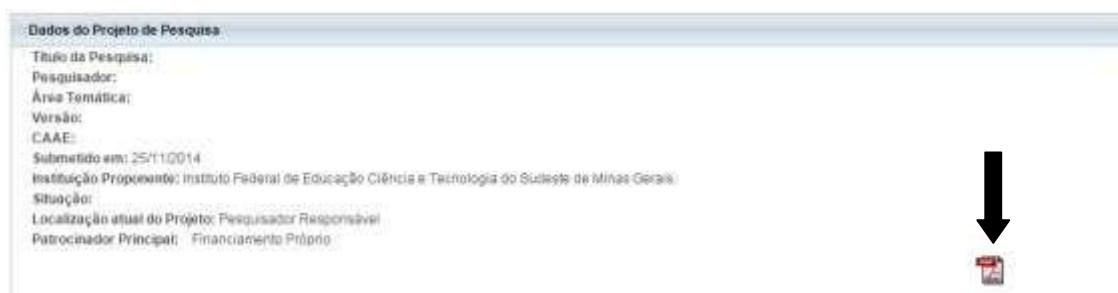 Dados do Projeto de Pesquisa
Título da Pesquisa:
Pesquisador:
Área Temática:
Versão:
CAAE:
Submetido em: 25/11/2014
Instituição Proponente: Instituto Federal de Educação Ciência e Tecnologia do Sudeste de Minas Gerais
Situação:
Localização atual do Projeto: Pesquisador Responsável
Patrocinador Principal: Financiamento Próprio